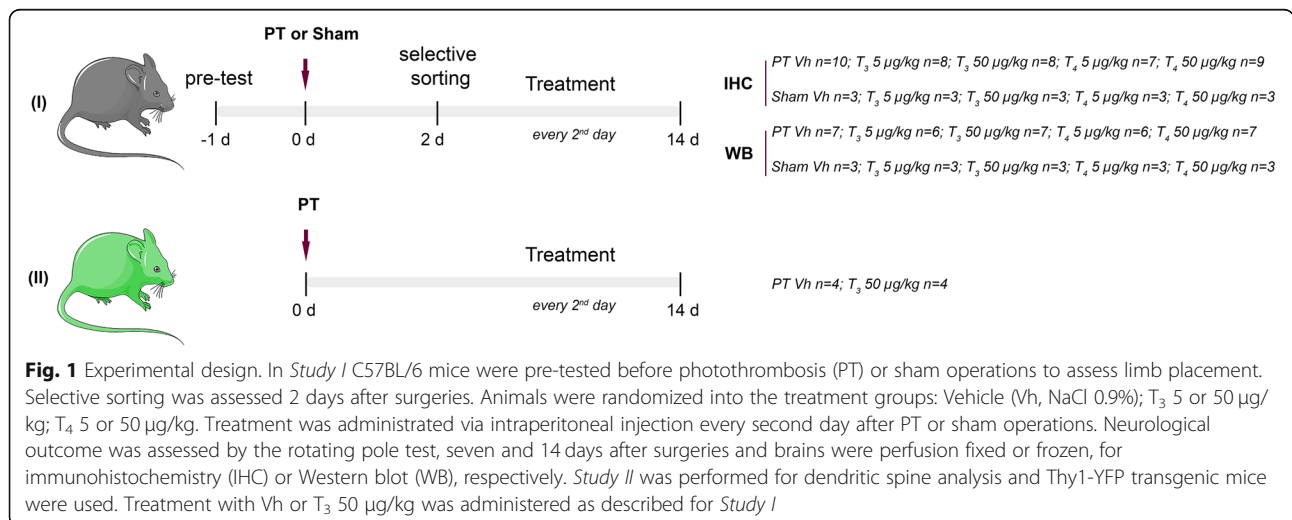 PT or Sham
selective
sorting
pre-test
Treatment
(I)
every 2nd day
-1 d
0 d
2 d
14 d
IHC
PT Vh n=10; T3 5 µg/kg n=8; T3 50 µg/kg n=8; T4 5 µg/kg n=7; T4 50 µg/kg n=9
Sham Vh n=3; T3 5 µg/kg n=3; T3 50 µg/kg n=3; T4 5 µg/kg n=3; T4 50 µg/kg n=3
WB
PT Vh n=7; T3 5 µg/kg n=6; T3 50 µg/kg n=7; T4 5 µg/kg n=6; T4 50 µg/kg n=7
Sham Vh n=3; T3 5 µg/kg n=3; T3 50 µg/kg n=3; T4 5 µg/kg n=3; T4 50 µg/kg n=3
PT
Treatment
(II)
every 2nd day
0 d
14 d
PT Vh n=4; T3 50 µg/kg n=4
Fig. 1 Experimental design. In Study I C57BL/6 mice were pre-tested before photothrombosis (PT) or sham operations to assess limb placement.
Selective sorting was assessed 2 days after surgeries. Animals were randomized into the treatment groups: Vehicle (Vh, NaCl 0.9%); T3 5 or 50 µg/
kg; T4 5 or 50 µg/kg. Treatment was administrated via intraperitoneal injection every second day after PT or sham operations. Neurological
outcome was assessed by the rotating pole test, seven and 14 days after surgeries and brains were perfusion fixed or frozen, for
immunohistochemistry (IHC) or Western blot (WB), respectively. Study II was performed for dendritic spine analysis and Thy1-YFP transgenic mice
were used. Treatment with Vh or T3 50 µg/kg was administered as described for Study I